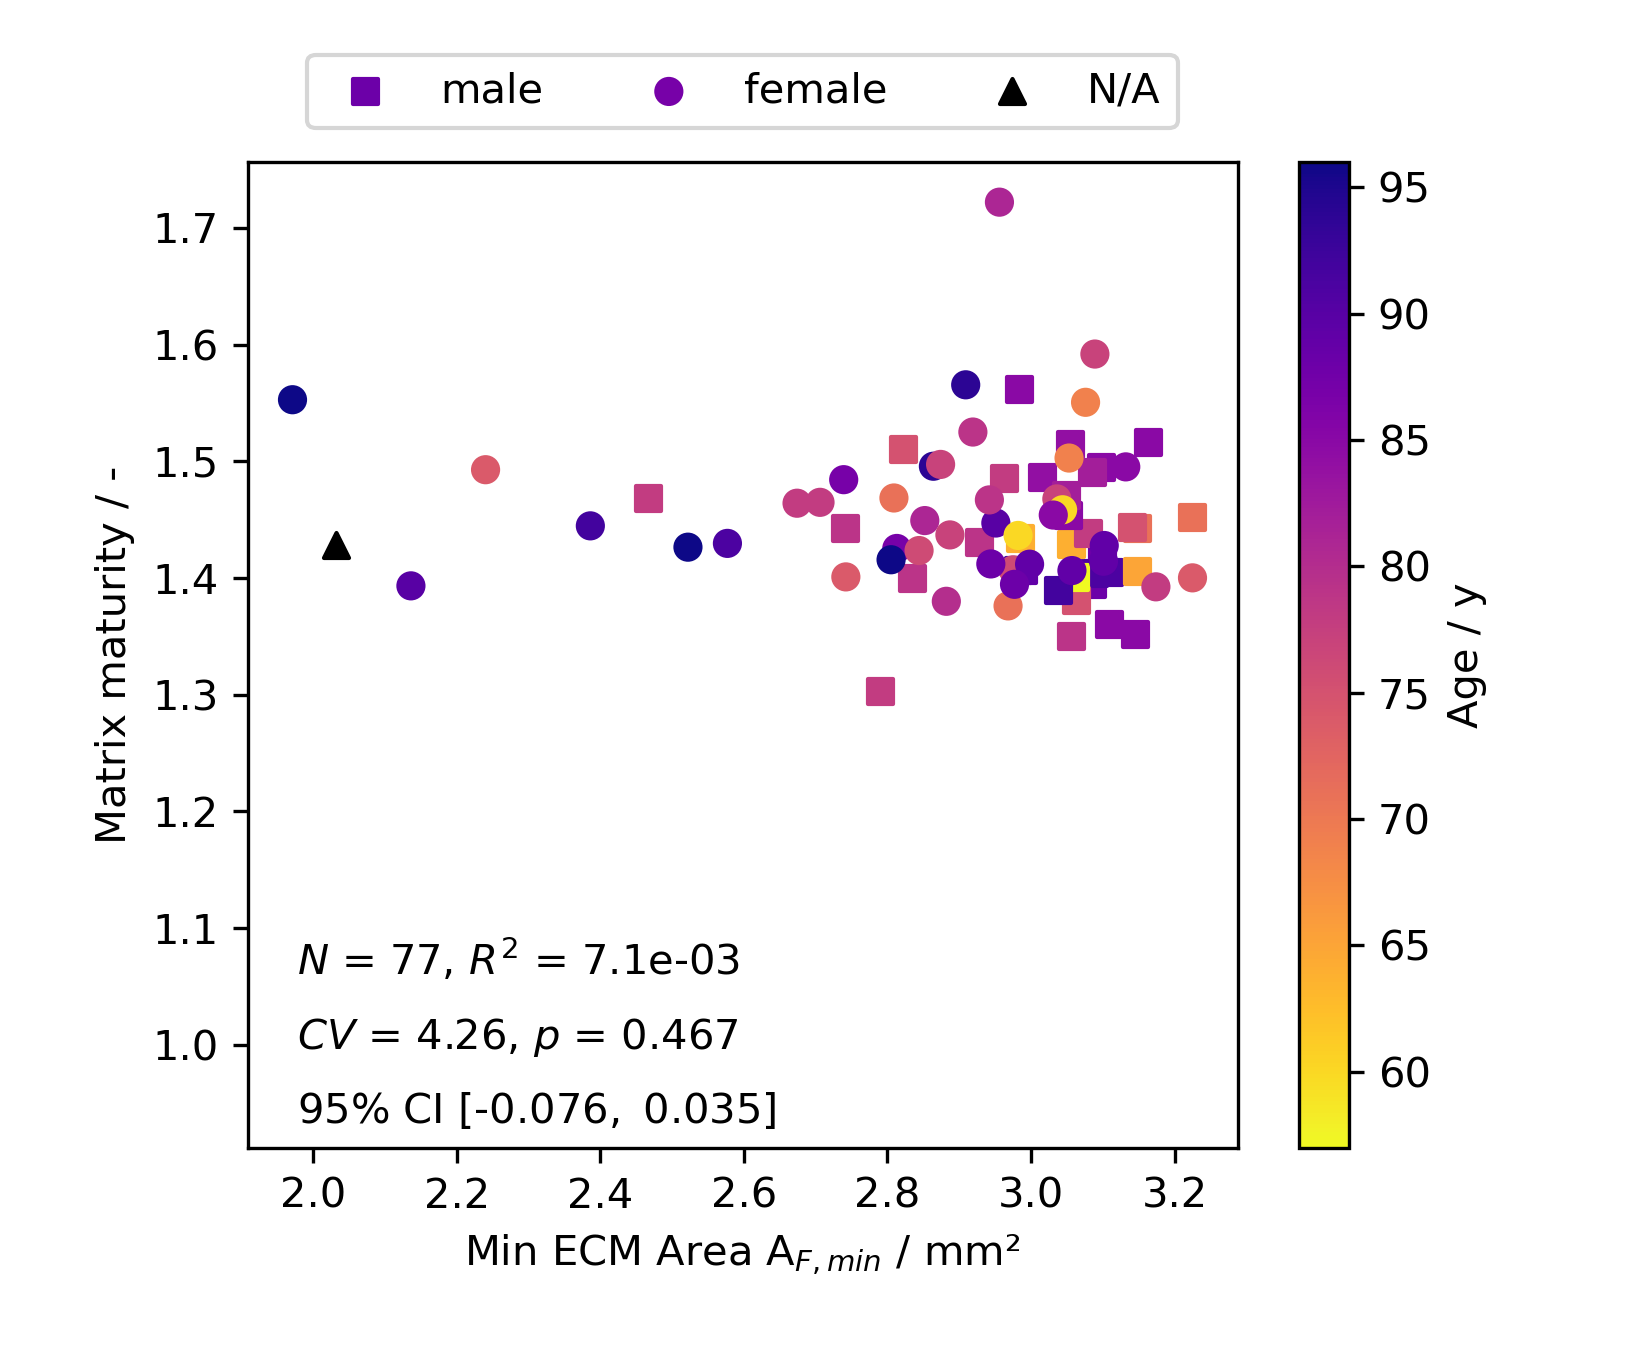 male female N/A
1.7
1.6
1.5
1.4
1.3
1.2
1.1
1.0
Matrix maturity / -
N = 77, R² = 7.1e-03
CV = 4.26, p = 0.467
95% CI [-0.076, 0.035]
2.0 2.2 2.4 2.6 2.8 3.0 3.2
Min ECM Area A_{F,min} / mm²
95
90
85
80
75
70
65
60
Age / y